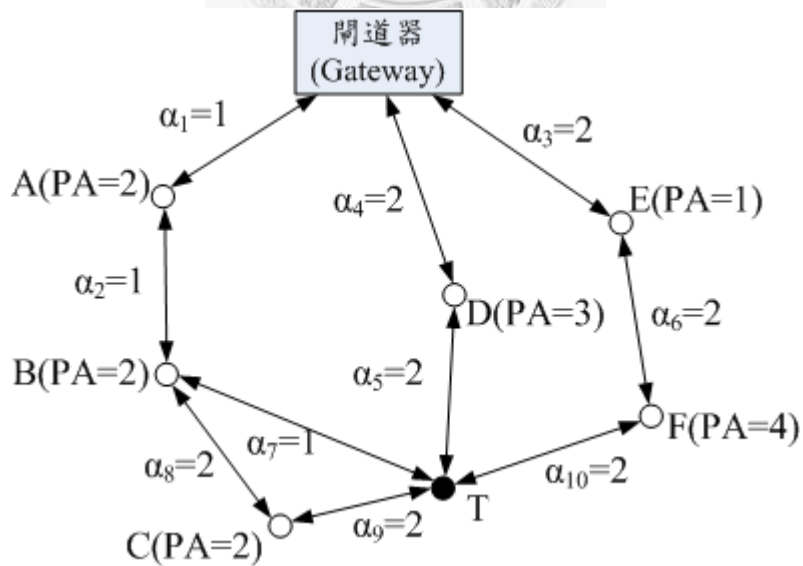 閘道器
(Gateway)
α₁=1
α₃=2
A(PA=2)
E(PA=1)
α₄=2
α₂=1
D(PA=3)
α₆=2
B(PA=2)
α₅=2
F(PA=4)
α₇=1
α₈=2
α₁₀=2
T
α₉=2
C(PA=2)